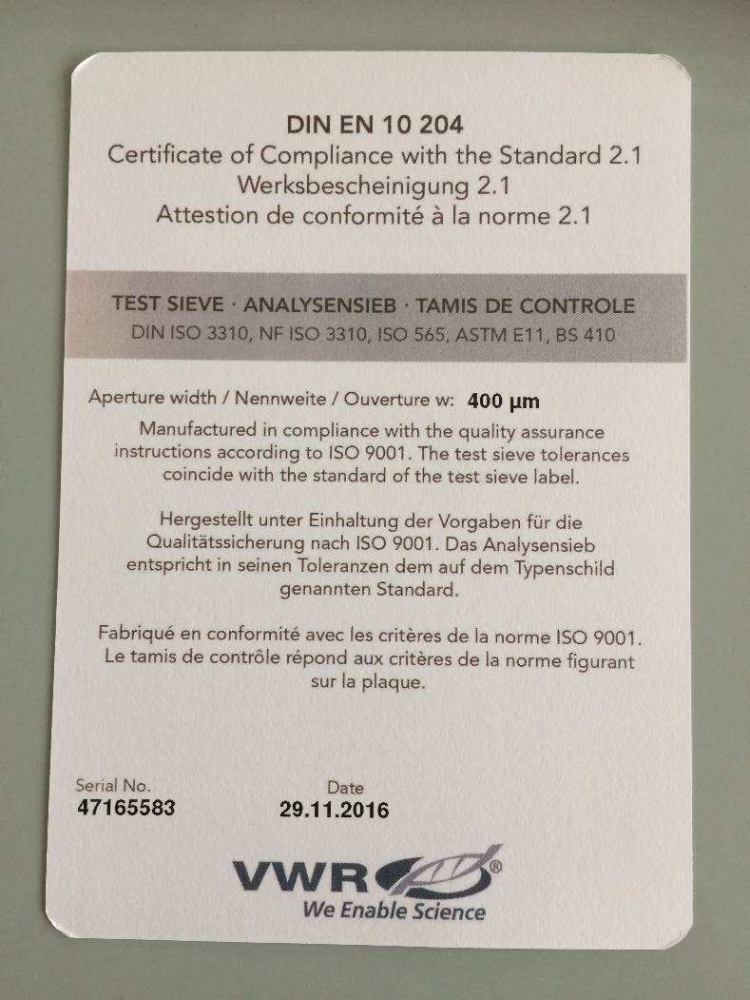 DIN EN 10 204
Certificate of Compliance with the Standard 2.1
Werksbescheinigung 2.1
Attestion de conformité à la norme 2.1
TEST SIEVE · ANALYSENSIEB · TAMIS DE CONTROLE
DIN ISO 3310, NF ISO 3310, ISO 565, ASTM E11, BS 410
Aperture width / Nennweite / Ouverture w: 400 µm
Manufactured in compliance with the quality assurance
instructions according to ISO 9001. The test sieve tolerances
coincide with the standard of the test sieve label.
Hergestellt unter Einhaltung der Vorgaben für die
Qualitätssicherung nach ISO 9001. Das Analysensieb
entspricht in seinen Toleranzen dem auf dem Typenschild
genannten Standard.
Fabriqué en conformité avec les critères de la norme ISO 9001.
Le tamis de contrôle répond aux critères de la norme figurant
sur la plaque.
Serial No. Date
47165583 29.11.2016
VWR®
We Enable Science